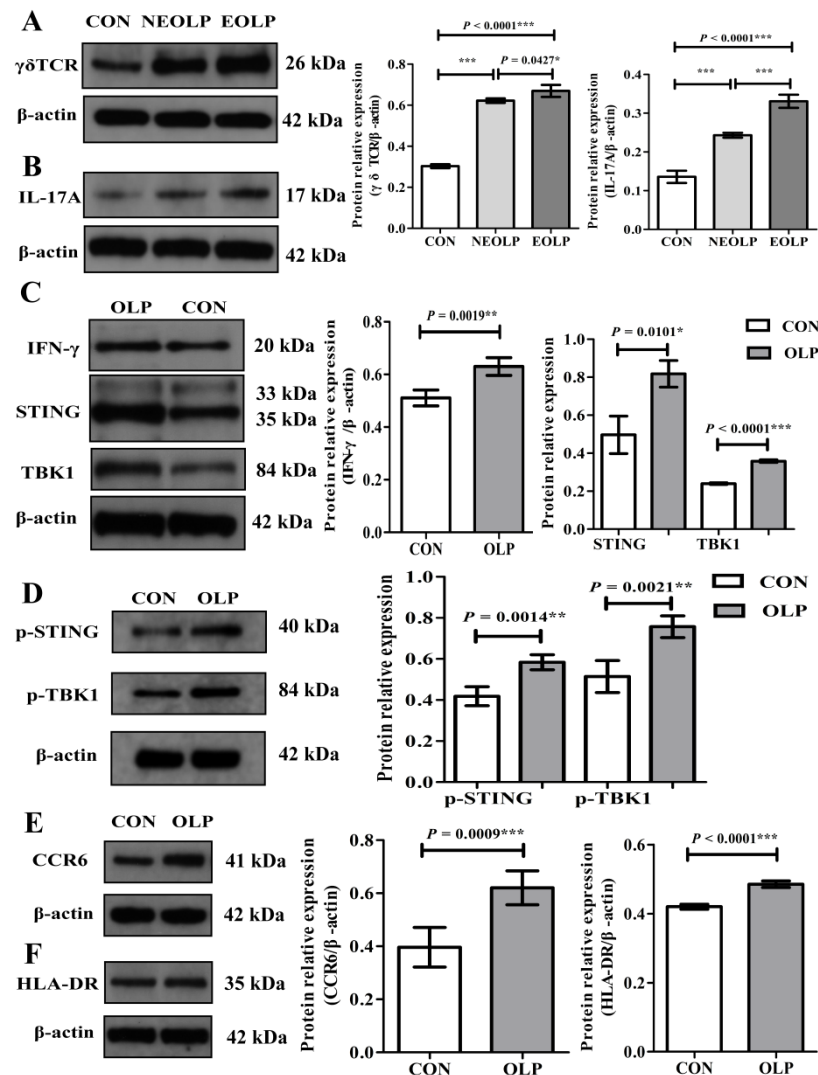 A
CON NEOLP EOLP
γδTCR
26 kDa
β-actin
42 kDa
Protein relative expression
(γ δ TCR/β -actin)
0.8
0.6
0.4
0.2
0.0
P < 0.0001***
***
P = 0.0427*
CON NEOLP EOLP
Protein relative expression
(IL-17A/β -actin)
0.4
0.3
0.2
0.1
0.0
P < 0.0001***
***
***
CON NEOLP EOLP
B
IL-17A
17 kDa
β-actin
42 kDa
C
OLP CON
IFN-γ
20 kDa
STING
33 kDa
35 kDa
TBK1
84 kDa
β-actin
42 kDa
Protein relative expression
(IFN-γ /β -actin)
0.8
0.6
0.4
0.2
0.0
P = 0.0019**
CON OLP
Protein relative expression
1.0
0.8
0.6
0.4
0.2
0.0
P = 0.0101*
P < 0.0001***
STING TBK1
CON
OLP
D
CON OLP
p-STING
40 kDa
p-TBK1
84 kDa
β-actin
42 kDa
Protein relative expression
1.0
0.8
0.6
0.4
0.2
0.0
P = 0.0014**
P = 0.0021**
p-STING p-TBK1
CON
OLP
E
CON OLP
CCR6
41 kDa
β-actin
42 kDa
Protein relative expression
(CCR6/β -actin)
0.8
0.6
0.4
0.2
0.0
P = 0.0009***
CON OLP
Protein relative expression
(HLA-DR/β -actin)
0.6
0.4
0.2
0.0
P < 0.0001***
CON OLP
F
HLA-DR
35 kDa
β-actin
42 kDa